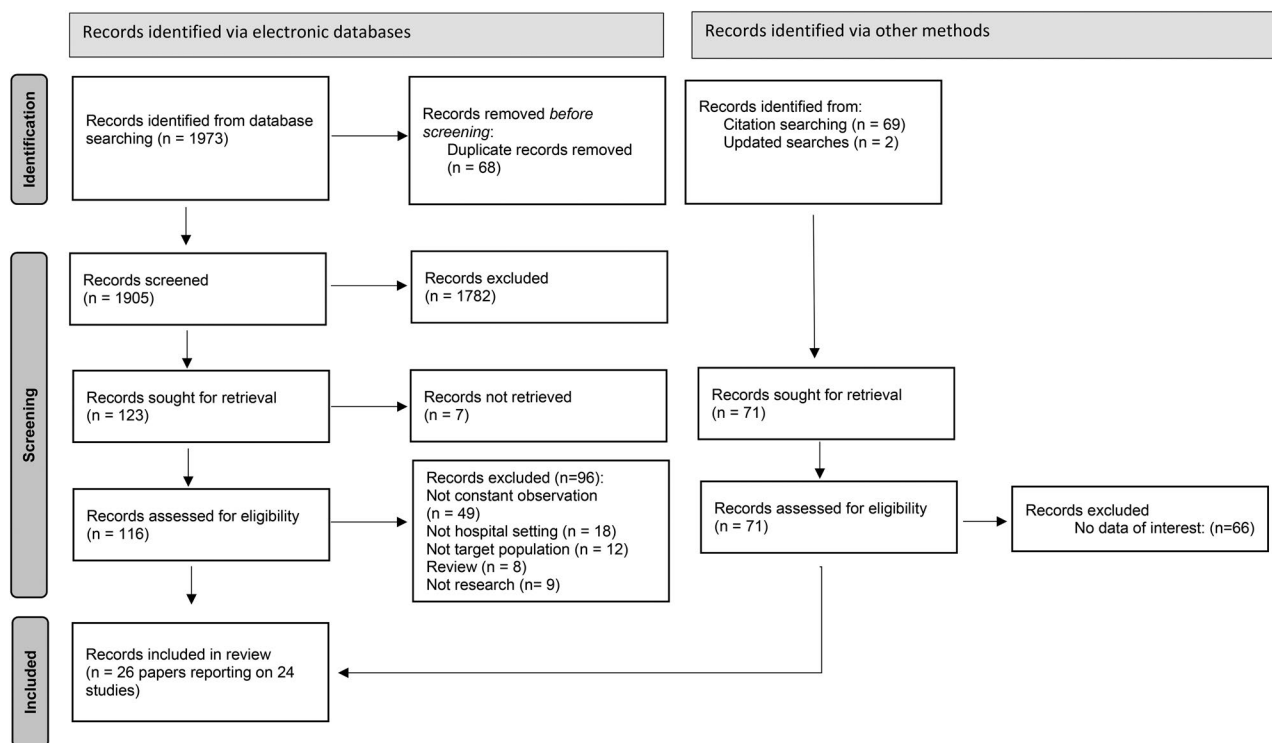 Records identified via electronic databases
Records identified via other methods
Identification
Records identified from database
searching (n = 1973)
Records removed before
screening:
Duplicate records removed
(n = 68)
Records identified from:
Citation searching (n = 69)
Updated searches (n = 2)
Screening
Records screened
(n = 1905)
Records excluded
(n = 1782)
Records sought for retrieval
(n = 123)
Records not retrieved
(n = 7)
Records sought for retrieval
(n = 71)
Records assessed for eligibility
(n = 116)
Records excluded (n=96):
Not constant observation
(n = 49)
Not hospital setting (n = 18)
Not target population (n = 12)
Review (n = 8)
Not research (n= 9)
Records assessed for eligibility
(n = 71)
Records excluded
No data of interest: (n=66)
Included
Records included in review
(n = 26 papers reporting on 24
studies)